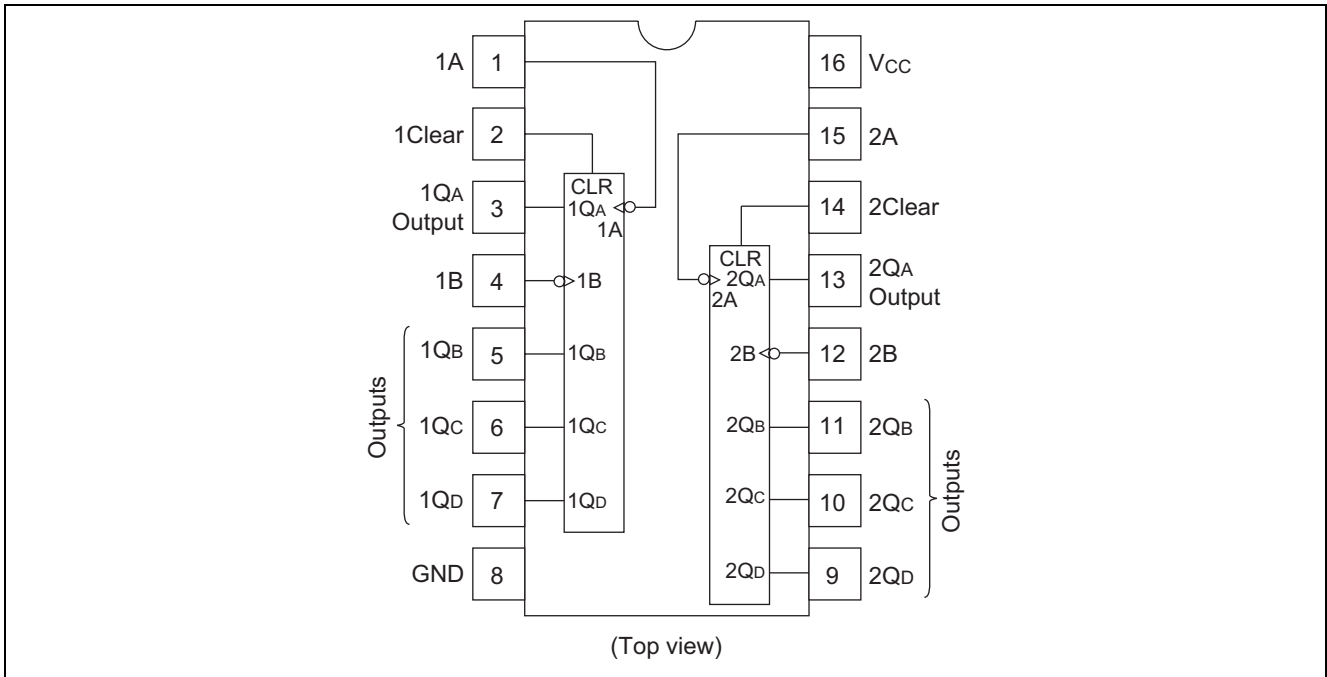 1A 1
1Clear 2
1QA Output 3
1B 4
1QB 5
1QC 6
1QD 7
Outputs
GND 8
CLR
1QA
1A
1B
1QB
1QC
1QD
CLR
2QA
2A
2B
2QB
2QC
2QD
16 VCC
15 2A
14 2Clear
13 2QA Output
12 2B
11 2QB
10 2QC
9 2QD
Outputs
(Top view)